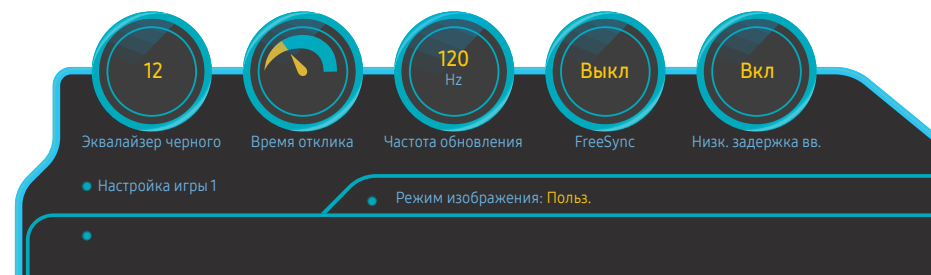 12
120
Hz
Выкл
Вкл
Эквалайзер черного
Время отклика
Частота обновления
FreeSync
Низк. задержка вв.
Настройка игры 1
Режим изображения: Польз.